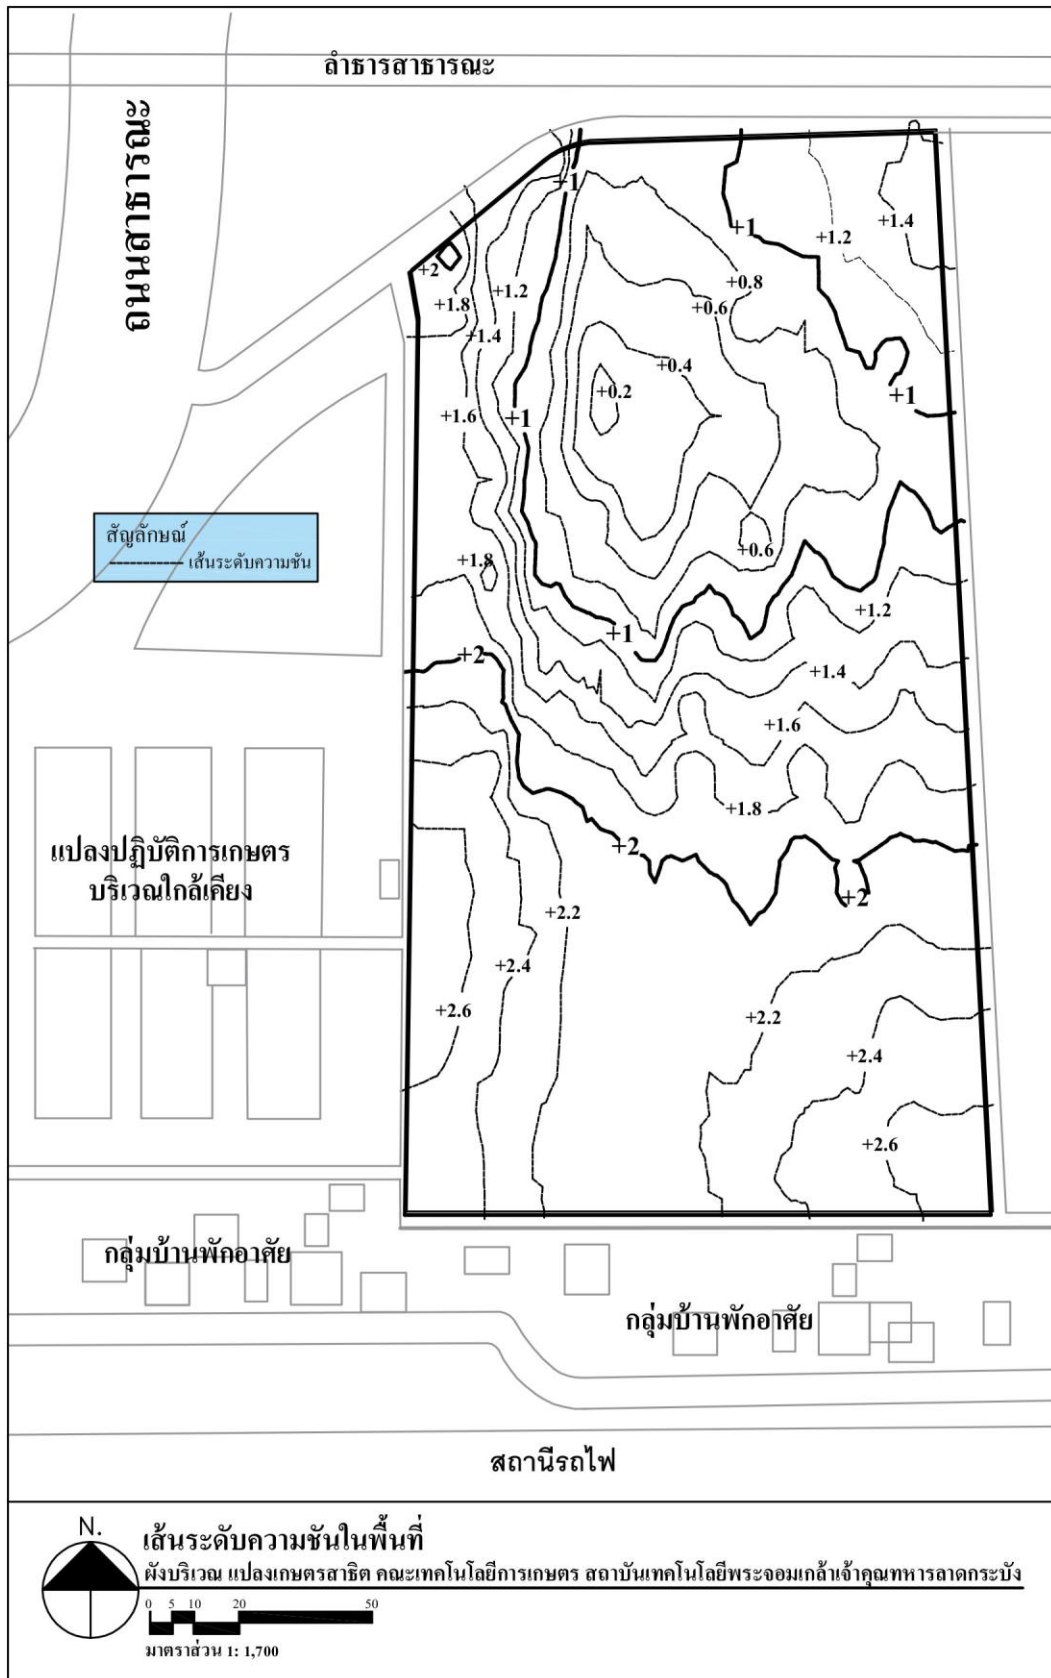 ลำธารสาธารณะ
ถนนสาธารณะ
+1
+1
+1.2
+1.4
+2
+1.8
+1.2
+1.4
+0.8
+0.6
+0.4
+0.2
+1.6
+1
+1
สัญลักษณ์
เส้นระดับความชัน
+1.8
+0.6
+1.2
+1
+2
+1.4
+1.6
+1.8
+2
+2
แปลงปฏิบัติการเกษตร
บริเวณใกล้เคียง
+2.2
+2.4
+2.6
+2.2
+2.4
+2.6
กลุ่มบ้านพักอาศัย
กลุ่มบ้านพักอาศัย
สถานีรถไฟ
N.
เส้นระดับความชันในพื้นที่
ผังบริเวณ แปลงเกษตรสาธิต คณะเทคโนโลยีการเกษตร สถาบันเทคโนโลยีพระจอมเกล้าเจ้าคุณทหารลาดกระบัง
0 5 10 20 50
มาตราส่วน 1: 1,700